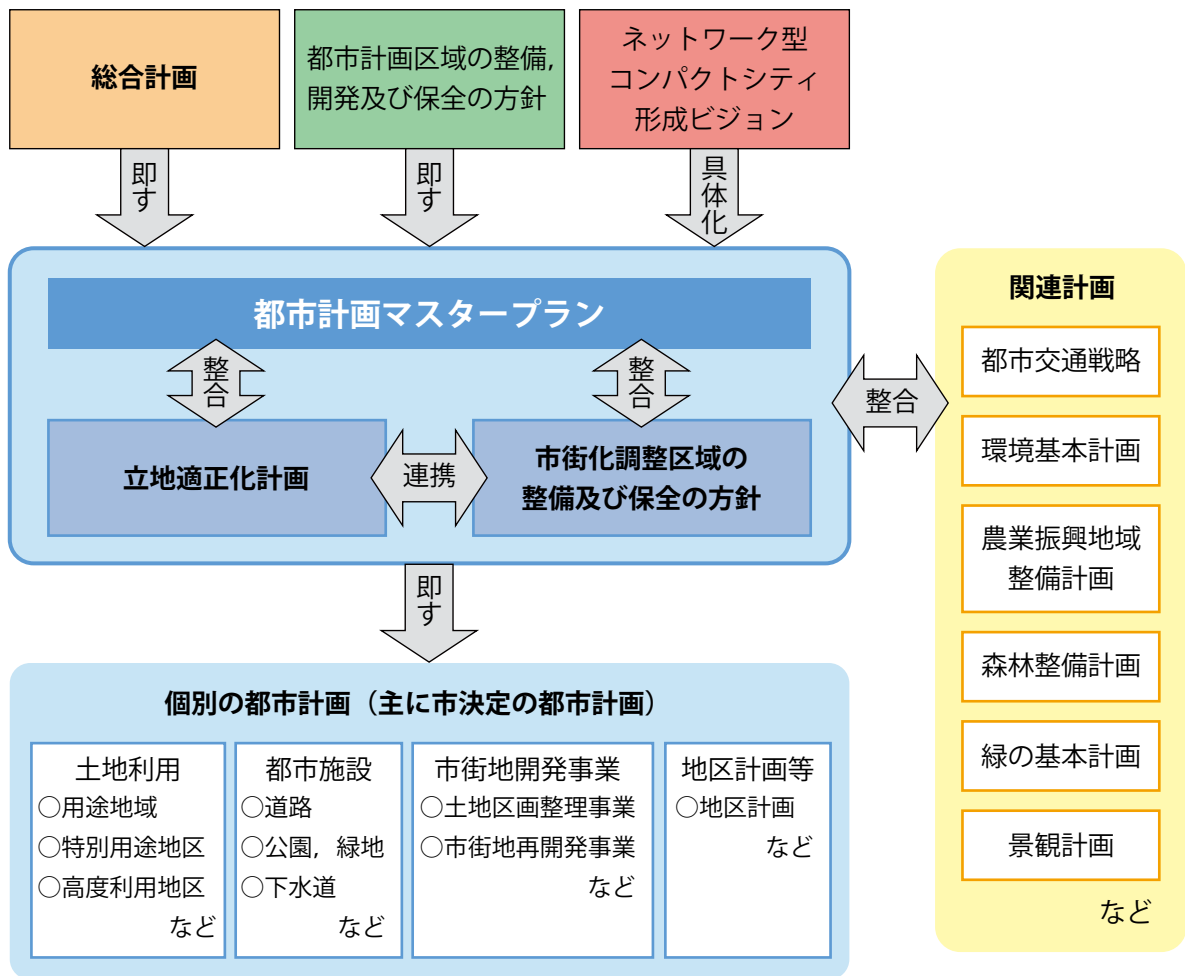 総合計画
都市計画区域の整備,
開発及び保全の方針
ネットワーク型
コンパクトシティ
形成ビジョン
即す
即す
具体化
都市計画マスタープラン
整合
整合
立地適正化計画
連携
市街化調整区域の
整備及び保全の方針
整合
関連計画
都市交通戦略
環境基本計画
農業振興地域
整備計画
森林整備計画
緑の基本計画
景観計画
など
即す
個別の都市計画（主に市決定の都市計画）
土地利用
○用途地域
○特別用途地区
○高度利用地区
など
都市施設
○道路
○公園，緑地
○下水道
など
市街地開発事業
○土地区画整理事業
○市街地再開発事業
など
地区計画等
○地区計画
など